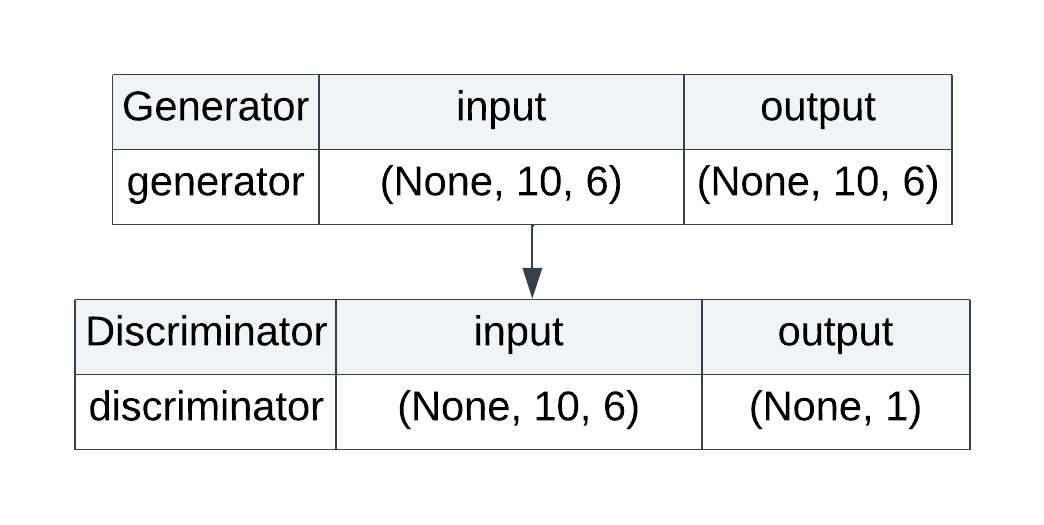 Generator input output
generator (None, 10, 6) (None, 10, 6)
Discriminator input output
discriminator (None, 10, 6) (None, 1)